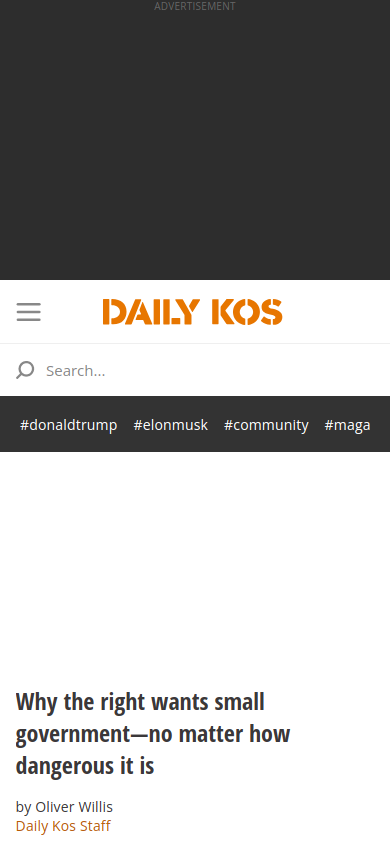 ADVERTISEMENT
DAILY KOS
Search...
#donaldtrump #elonmusk #community #maga
Why the right wants small
government—no matter how
dangerous it is
by Oliver Willis
Daily Kos Staff